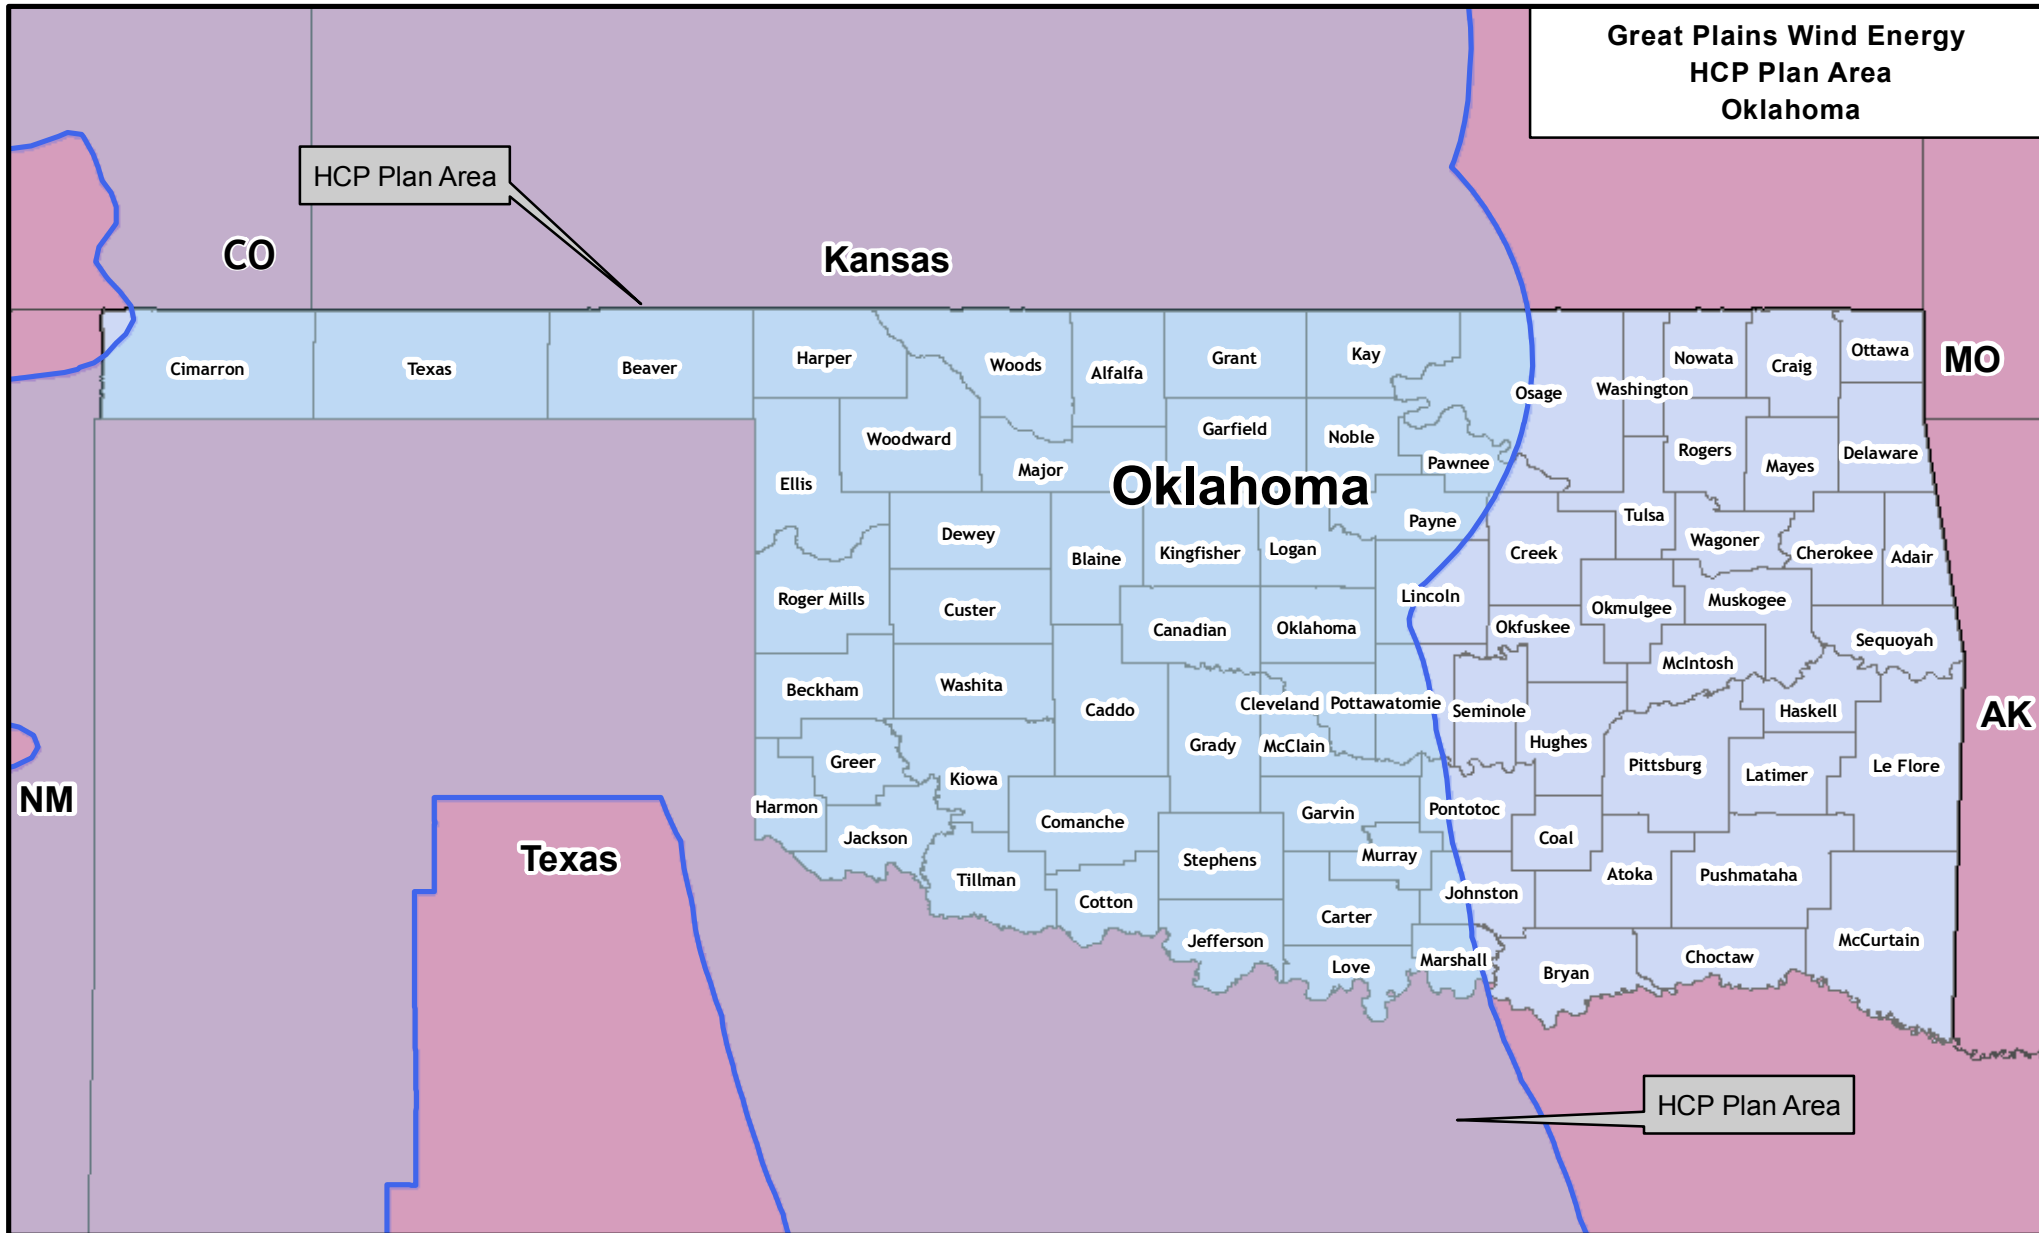 Great Plains Wind Energy
HCP Plan Area
Oklahoma
HCP Plan Area
CO
Kansas
Cimarron
Texas
Beaver
Harper
Woods
Alfalfa
Grant
Kay
Osage
Washington
Nowata
Craig
Ottawa
MO
Woodward
Major
Garfield
Noble
Pawnee
Rogers
Mayes
Delaware
Ellis
Oklahoma
Dewey
Blaine
Kingfisher
Logan
Payne
Creek
Tulsa
Wagoner
Cherokee
Adair
Roger Mills
Custer
Canadian
Oklahoma
Lincoln
Okfuskee
Okmulgee
Muskogee
Sequoyah
McIntosh
Beckham
Washita
Caddo
Cleveland
Pottawatomie
Seminole
Haskell
AK
Grady
McClain
Hughes
Pittsburg
Latimer
Le Flore
Greer
Kiowa
NM
Harmon
Jackson
Comanche
Garvin
Pontotoc
Coal
Texas
Stephens
Murray
Tillman
Cotton
Johnston
Atoka
Pushmataha
Carter
Jefferson
Love
Marshall
Bryan
Choctaw
McCurtain
HCP Plan Area